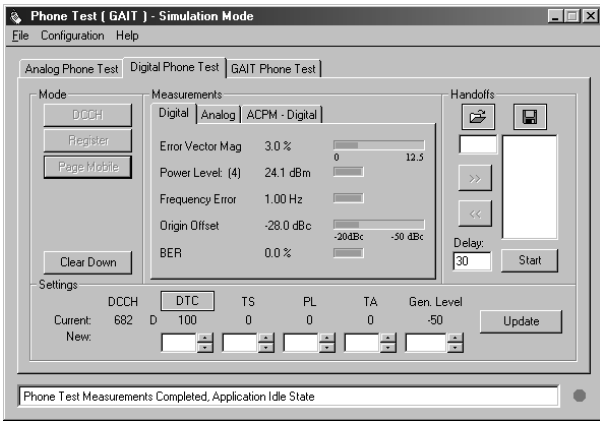 Phone Test ( GAIT ) - Simulation Mode
File Configuration Help
Analog Phone Test Digital Phone Test GAIT Phone Test
Mode
DCCH
Register
Page Mobile
Clear Down
Measurements
Digital Analog ACPM - Digital
Error Vector Mag 3.0 %
0 12.5
Power Level: (4) 24.1 dBm
Frequency Error 1.00 Hz
Origin Offset -28.0 dBc
-20dBc -50 dBc
BER 0.0 %
Handoffs
>>
<<
Delay:
30 Start
Settings
DCCH DTC TS PL TA Gen. Level
Current: 682 D 100 0 0 0 -50 Update
New:
Phone Test Measurements Completed, Application Idle State